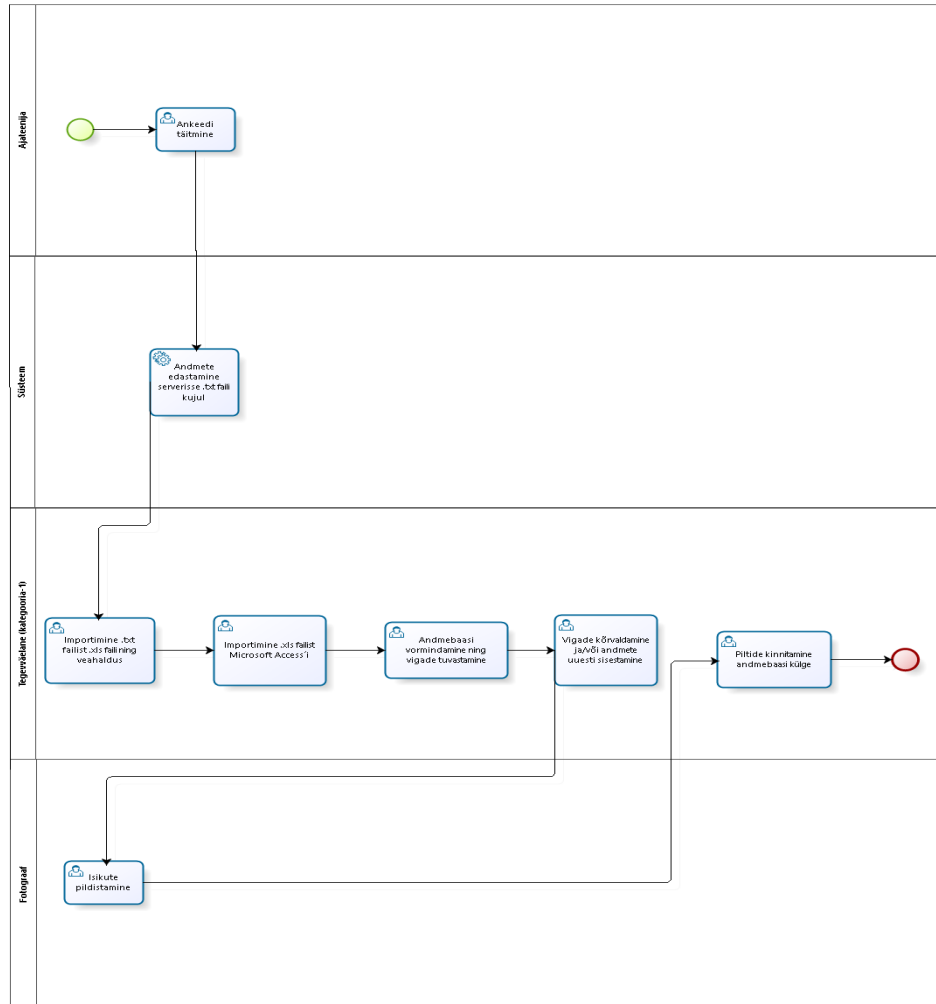 Ajateenija
Ankeedi
täitmine
Süsteem
Andmete
edastamine
serverisse .txt faili
kujul
Tegevväelane (kategooria-1)
Importimine .txt
failist .xls faili ning
veahaldus
Importimine .xls failist
Microsoft Access´i
Andmebaasi
vormindamine ning
vigade tuvastamine
Vigade kõrvaldamine
ja/või andmete
uuesti sisestamine
Piltide kinnitamine
andmebaasi külge
Fotograaf
Isikute
pildistamine